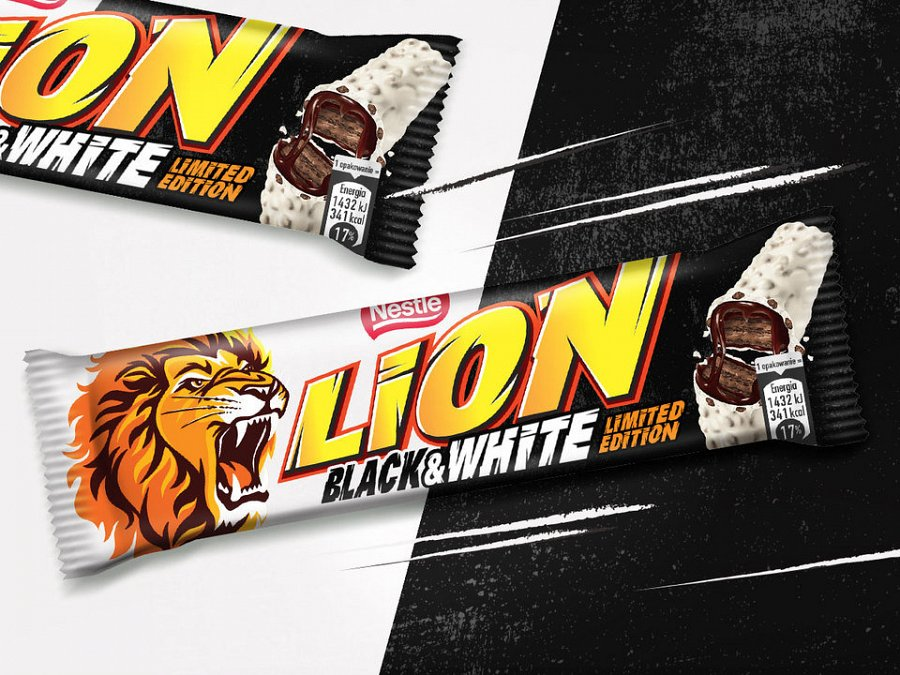 LION
&WHITE
LIMITED
EDITION
1 opakowanie =
Energia
1432 kJ
341 kcal
17%
Nestlé
LION
BLACK&WHITE
LIMITED
EDITION
1 opakowanie =
Energia
1432 kJ
341 kcal
17%